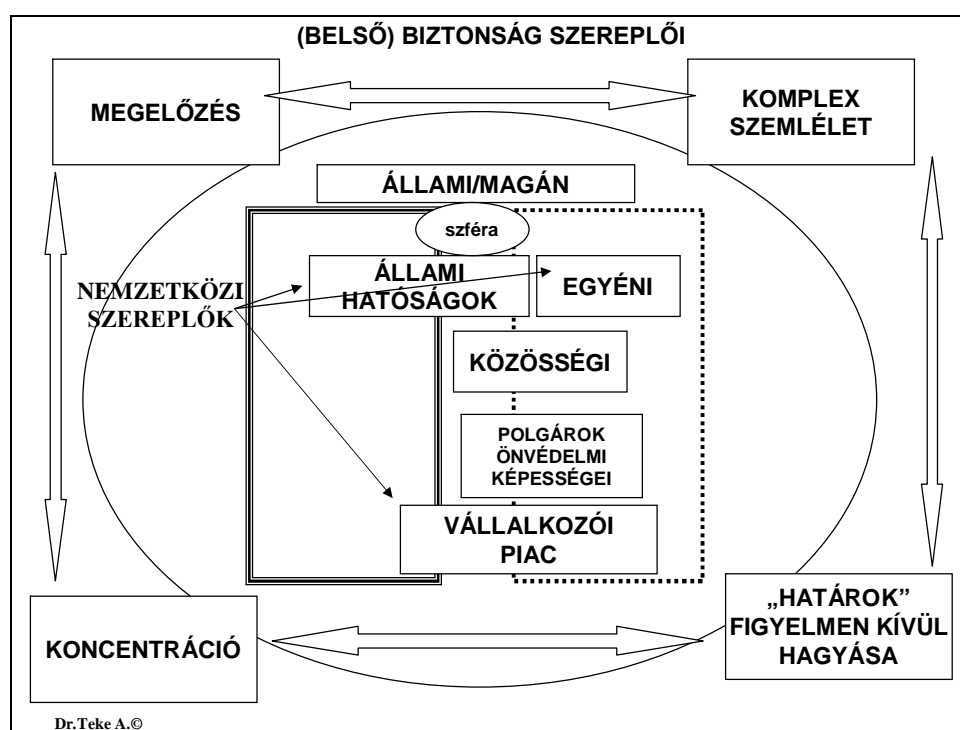 (BELSŐ) BIZTONSÁG SZEREPLŐI
MEGELŐZÉS
KOMPLEX
SZEMLÉLET
ÁLLAMI/MAGÁN
szféra
NEMZETKÖZI
SZEREPLŐK
ÁLLAMI
HATÓSÁGOK
EGYÉNI
KÖZÖSSÉGI
POLGÁROK
ÖNVÉDELMI
KÉPESSÉGEI
VÁLLALKOZÓI
PIAC
KONCENTRÁCIÓ
„HATÁROK”
FIGYELMEN KÍVÜL
HAGYÁSA
Dr.Teke A.©